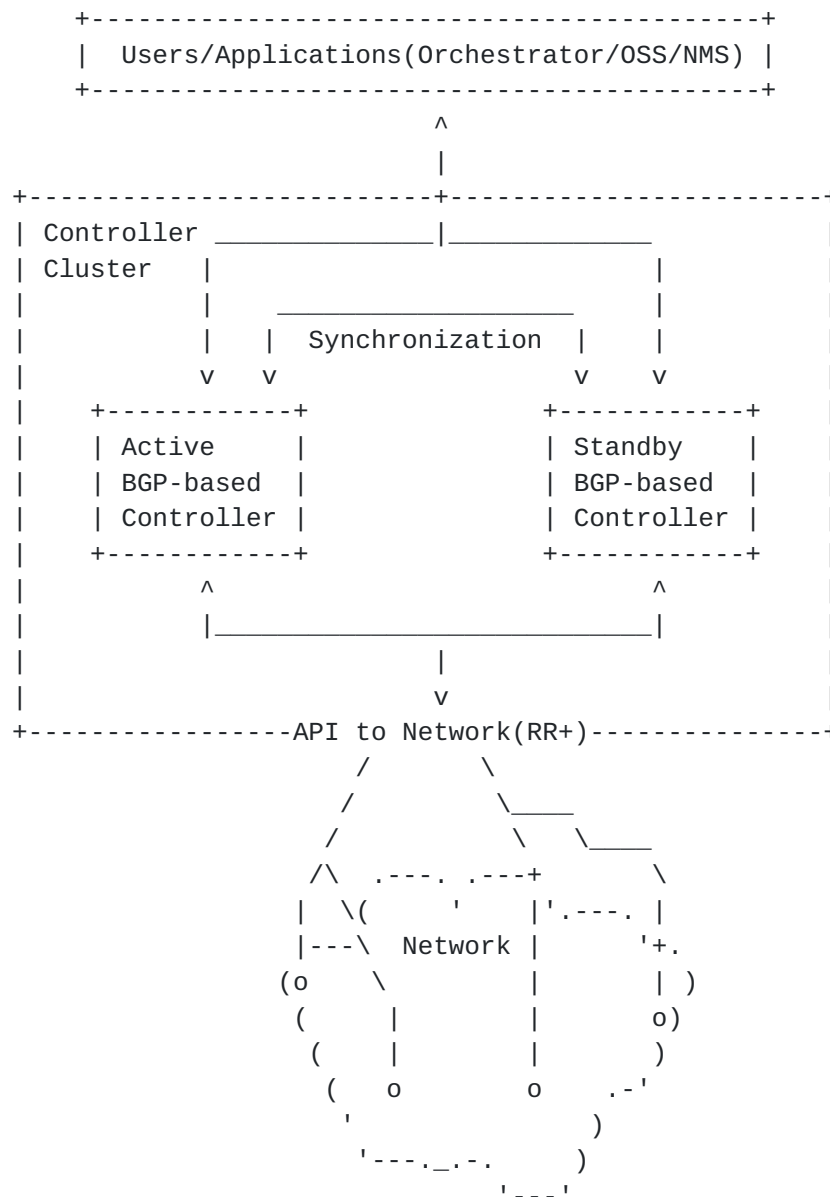 Users/Applications(Orchestrator/OSS/NMS)
Controller
Cluster
Synchronization
Active
BGP-based
Controller
Standby
BGP-based
Controller
API to Network(RR+)
Network